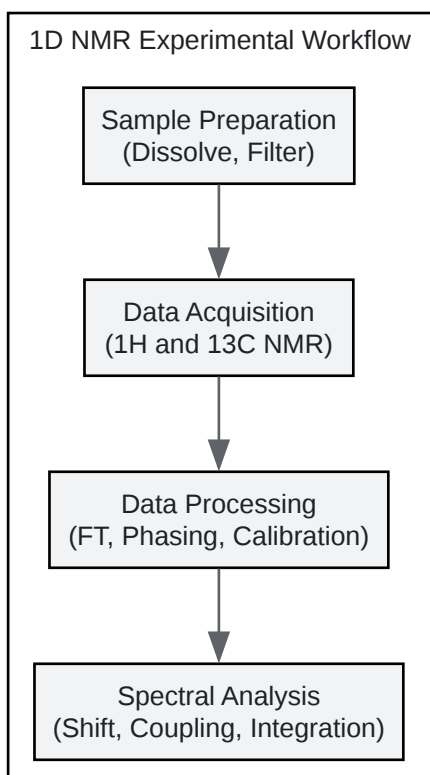 1D NMR Experimental Workflow
Sample Preparation
(Dissolve, Filter)
Data Acquisition
(1H and 13C NMR)
Data Processing
(FT, Phasing, Calibration)
Spectral Analysis
(Shift, Coupling, Integration)